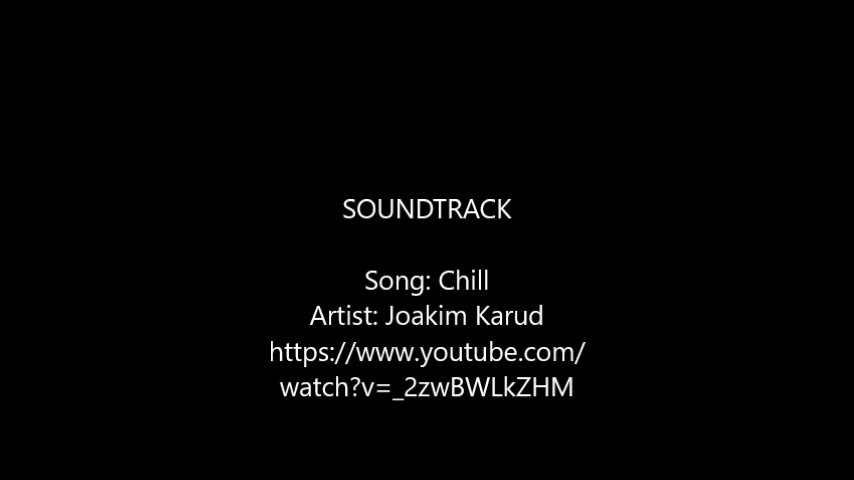 SOUNDTRACK
Song: Chill
Artist: Joakim Karud
https://www.youtube.com/
watch?v=_2zwBWLkZHM